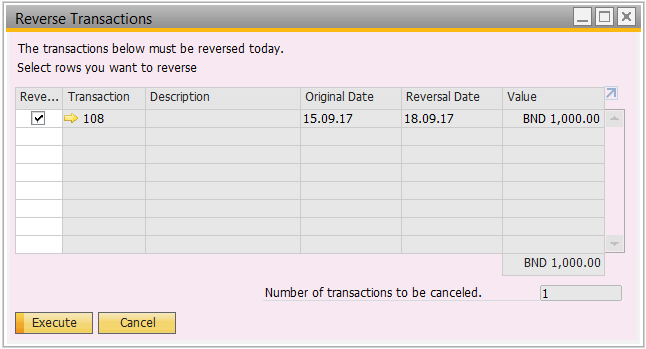 Reverse Transactions
The transactions below must be reversed today.
Select rows you want to reverse
Reve... Transaction Description Original Date Reversal Date Value
108 15.09.17 18.09.17 BND 1,000.00
BND 1,000.00
Number of transactions to be canceled. 1
Execute Cancel